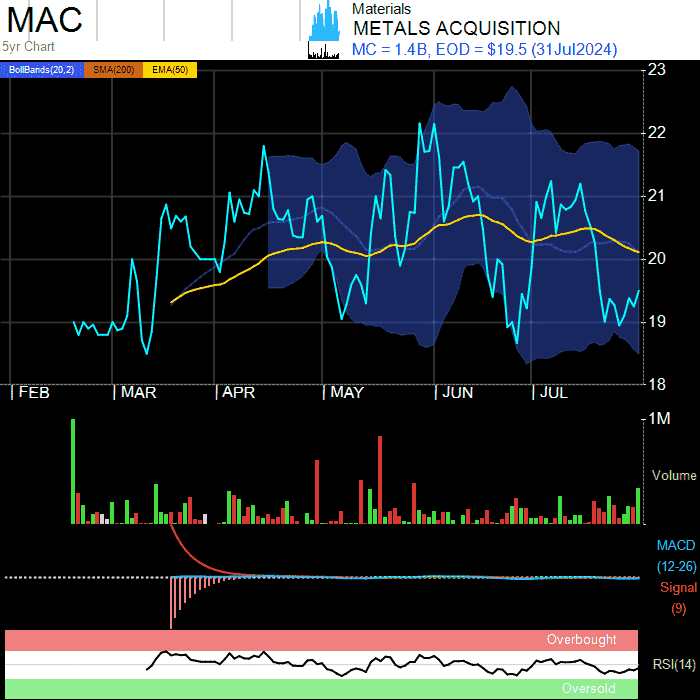 MAC
5yr Chart
Materials
METALS ACQUISITION
MC = 1.4B, EOD = $19.5 (31Jul2024)
BollBands(20,2) SMA(200) EMA(50)
23
22
21
20
19
18
FEB MAR APR MAY JUN JUL
1M
Volume
MACD
(12-26)
Signal
(9)
Overbought
RSI(14)
Oversold